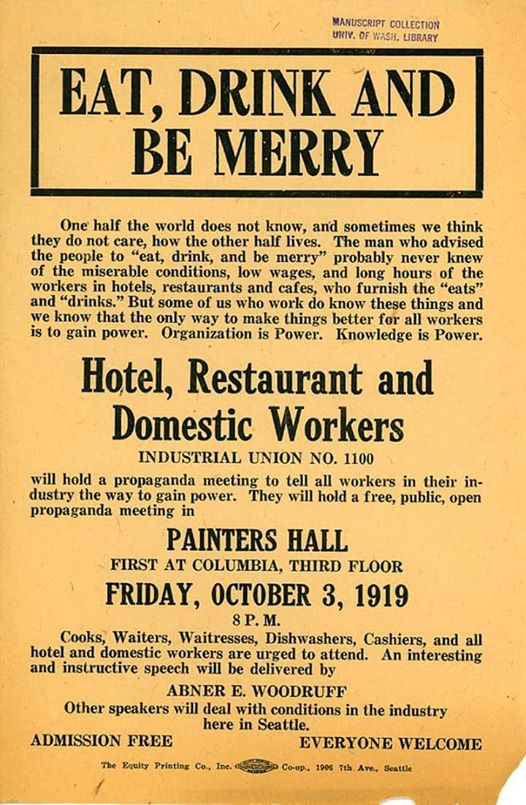 MANUSCRIPT COLLECTION
UNIV. OF WASH. LIBRARY
EAT, DRINK AND
BE MERRY
One half the world does not know, and sometimes we think
they do not care, how the other half lives. The man who advised
the people to “eat, drink, and be merry” probably never knew
of the miserable conditions, low wages, and long hours of the
workers in hotels, restaurants and cafes, who furnish the “eats”
and “drinks.” But some of us who work do know these things and
we know that the only way to make things better for all workers
is to gain power. Organization is Power. Knowledge is Power.
Hotel, Restaurant and
Domestic Workers
INDUSTRIAL UNION NO. 1100
will hold a propaganda meeting to tell all workers in their in-
dustry the way to gain power. They will hold a free, public, open
propaganda meeting in
PAINTERS HALL
FIRST AT COLUMBIA, THIRD FLOOR
FRIDAY, OCTOBER 3, 1919
8 P. M.
Cooks, Waiters, Waitresses, Dishwashers, Cashiers, and all
hotel and domestic workers are urged to attend. An interesting
and instructive speech will be delivered by
ABNER E. WOODRUFF
Other speakers will deal with conditions in the industry
here in Seattle.
ADMISSION FREE EVERYONE WELCOME
The Equity Printing Co., Inc. Co-op., 1906 7th Ave., Seattle